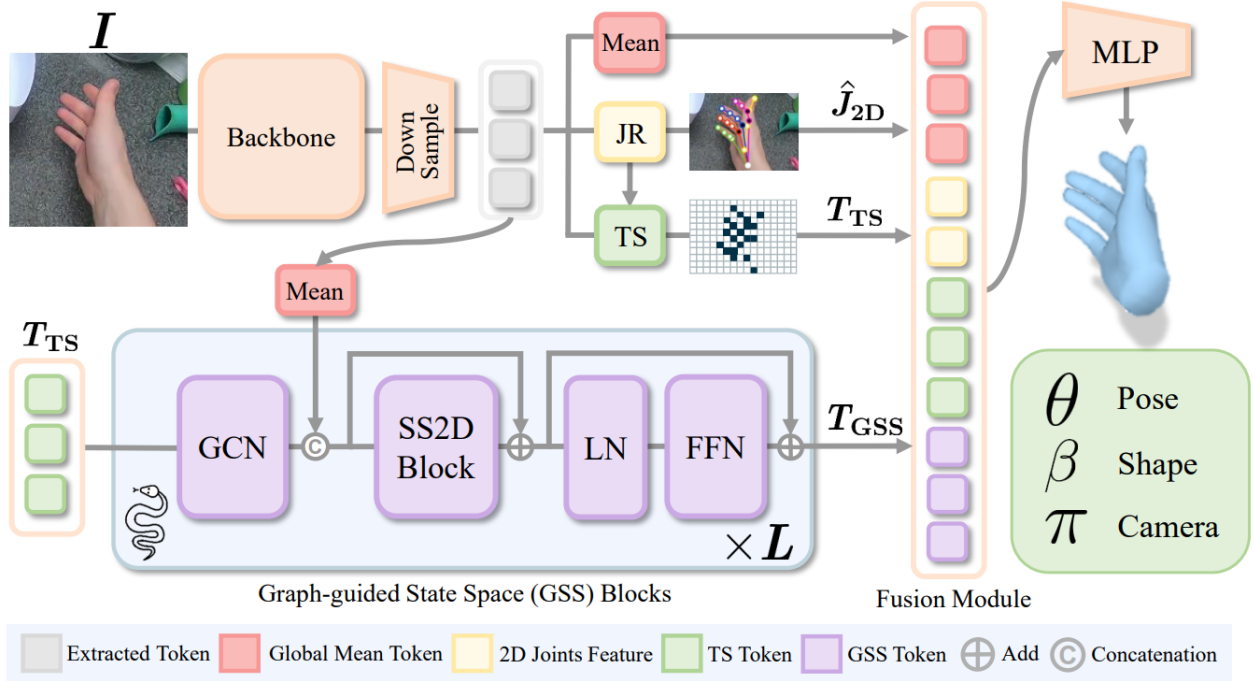 I
Backbone
Down
Sample
Mean
JR
TS
Ĵ2D
TTS
MLP
Mean
TTS
GCN
C
SS2D
Block
LN
FFN
TGSS
× L
Graph-guided State Space (GSS) Blocks
Fusion Module
θ Pose
β Shape
π Camera
Extracted Token
Global Mean Token
2D Joints Feature
TS Token
GSS Token
Add
C Concatenation